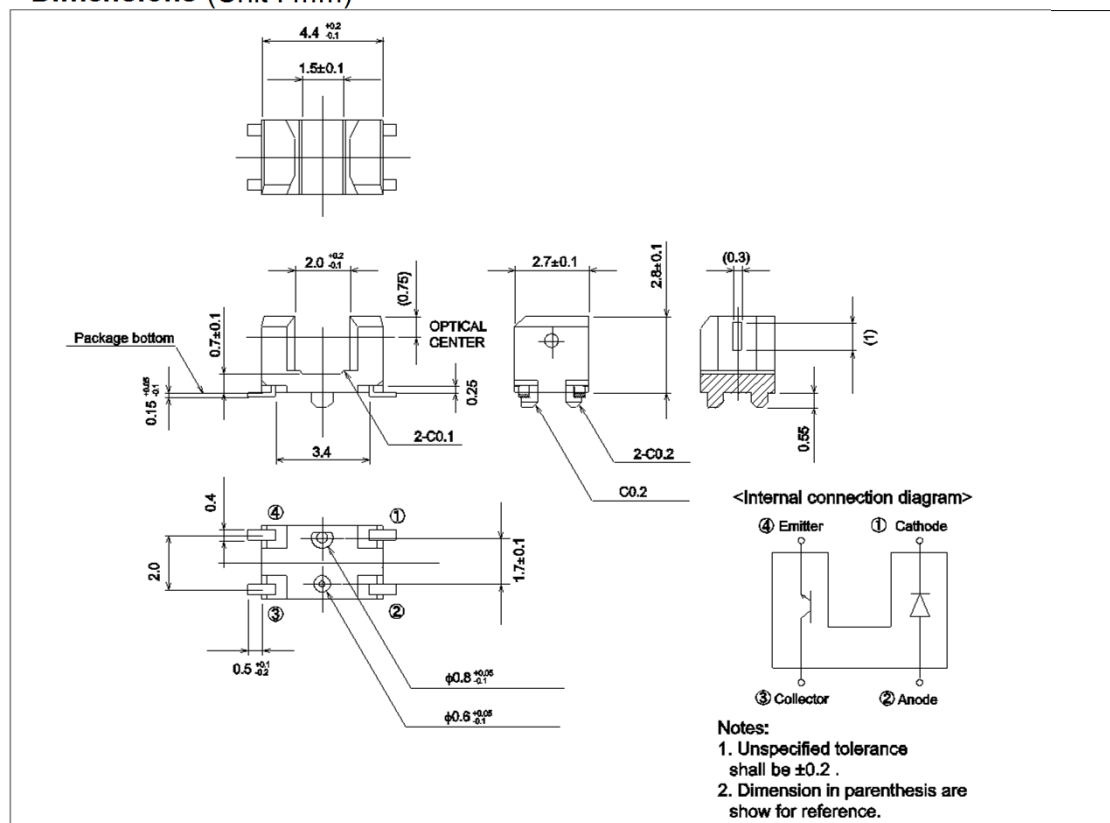 Dimensions (Unit : mm)
4.4 +0.2 -0.1
1.5±0.1
2.0 +0.2 -0.1
(0.75)
2.7±0.1
2.8±0.1
(0.3)
(1)
0.7±0.1
OPTICAL
CENTER
Package bottom
0.15 +0.05 -0.1
0.25
0.55
2-C0.1
3.4
2-C0.2
C0.2
<Internal connection diagram>
④ Emitter ① Cathode
0.4
④ ①
2.0
1.7±0.1
③ ②
0.5 +0.1 -0.2
ϕ0.8 +0.05 -0.1
ϕ0.6 +0.05 -0.1
③ Collector ② Anode
Notes:
1. Unspecified tolerance
shall be ±0.2 .
2. Dimension in parenthesis are
show for reference.